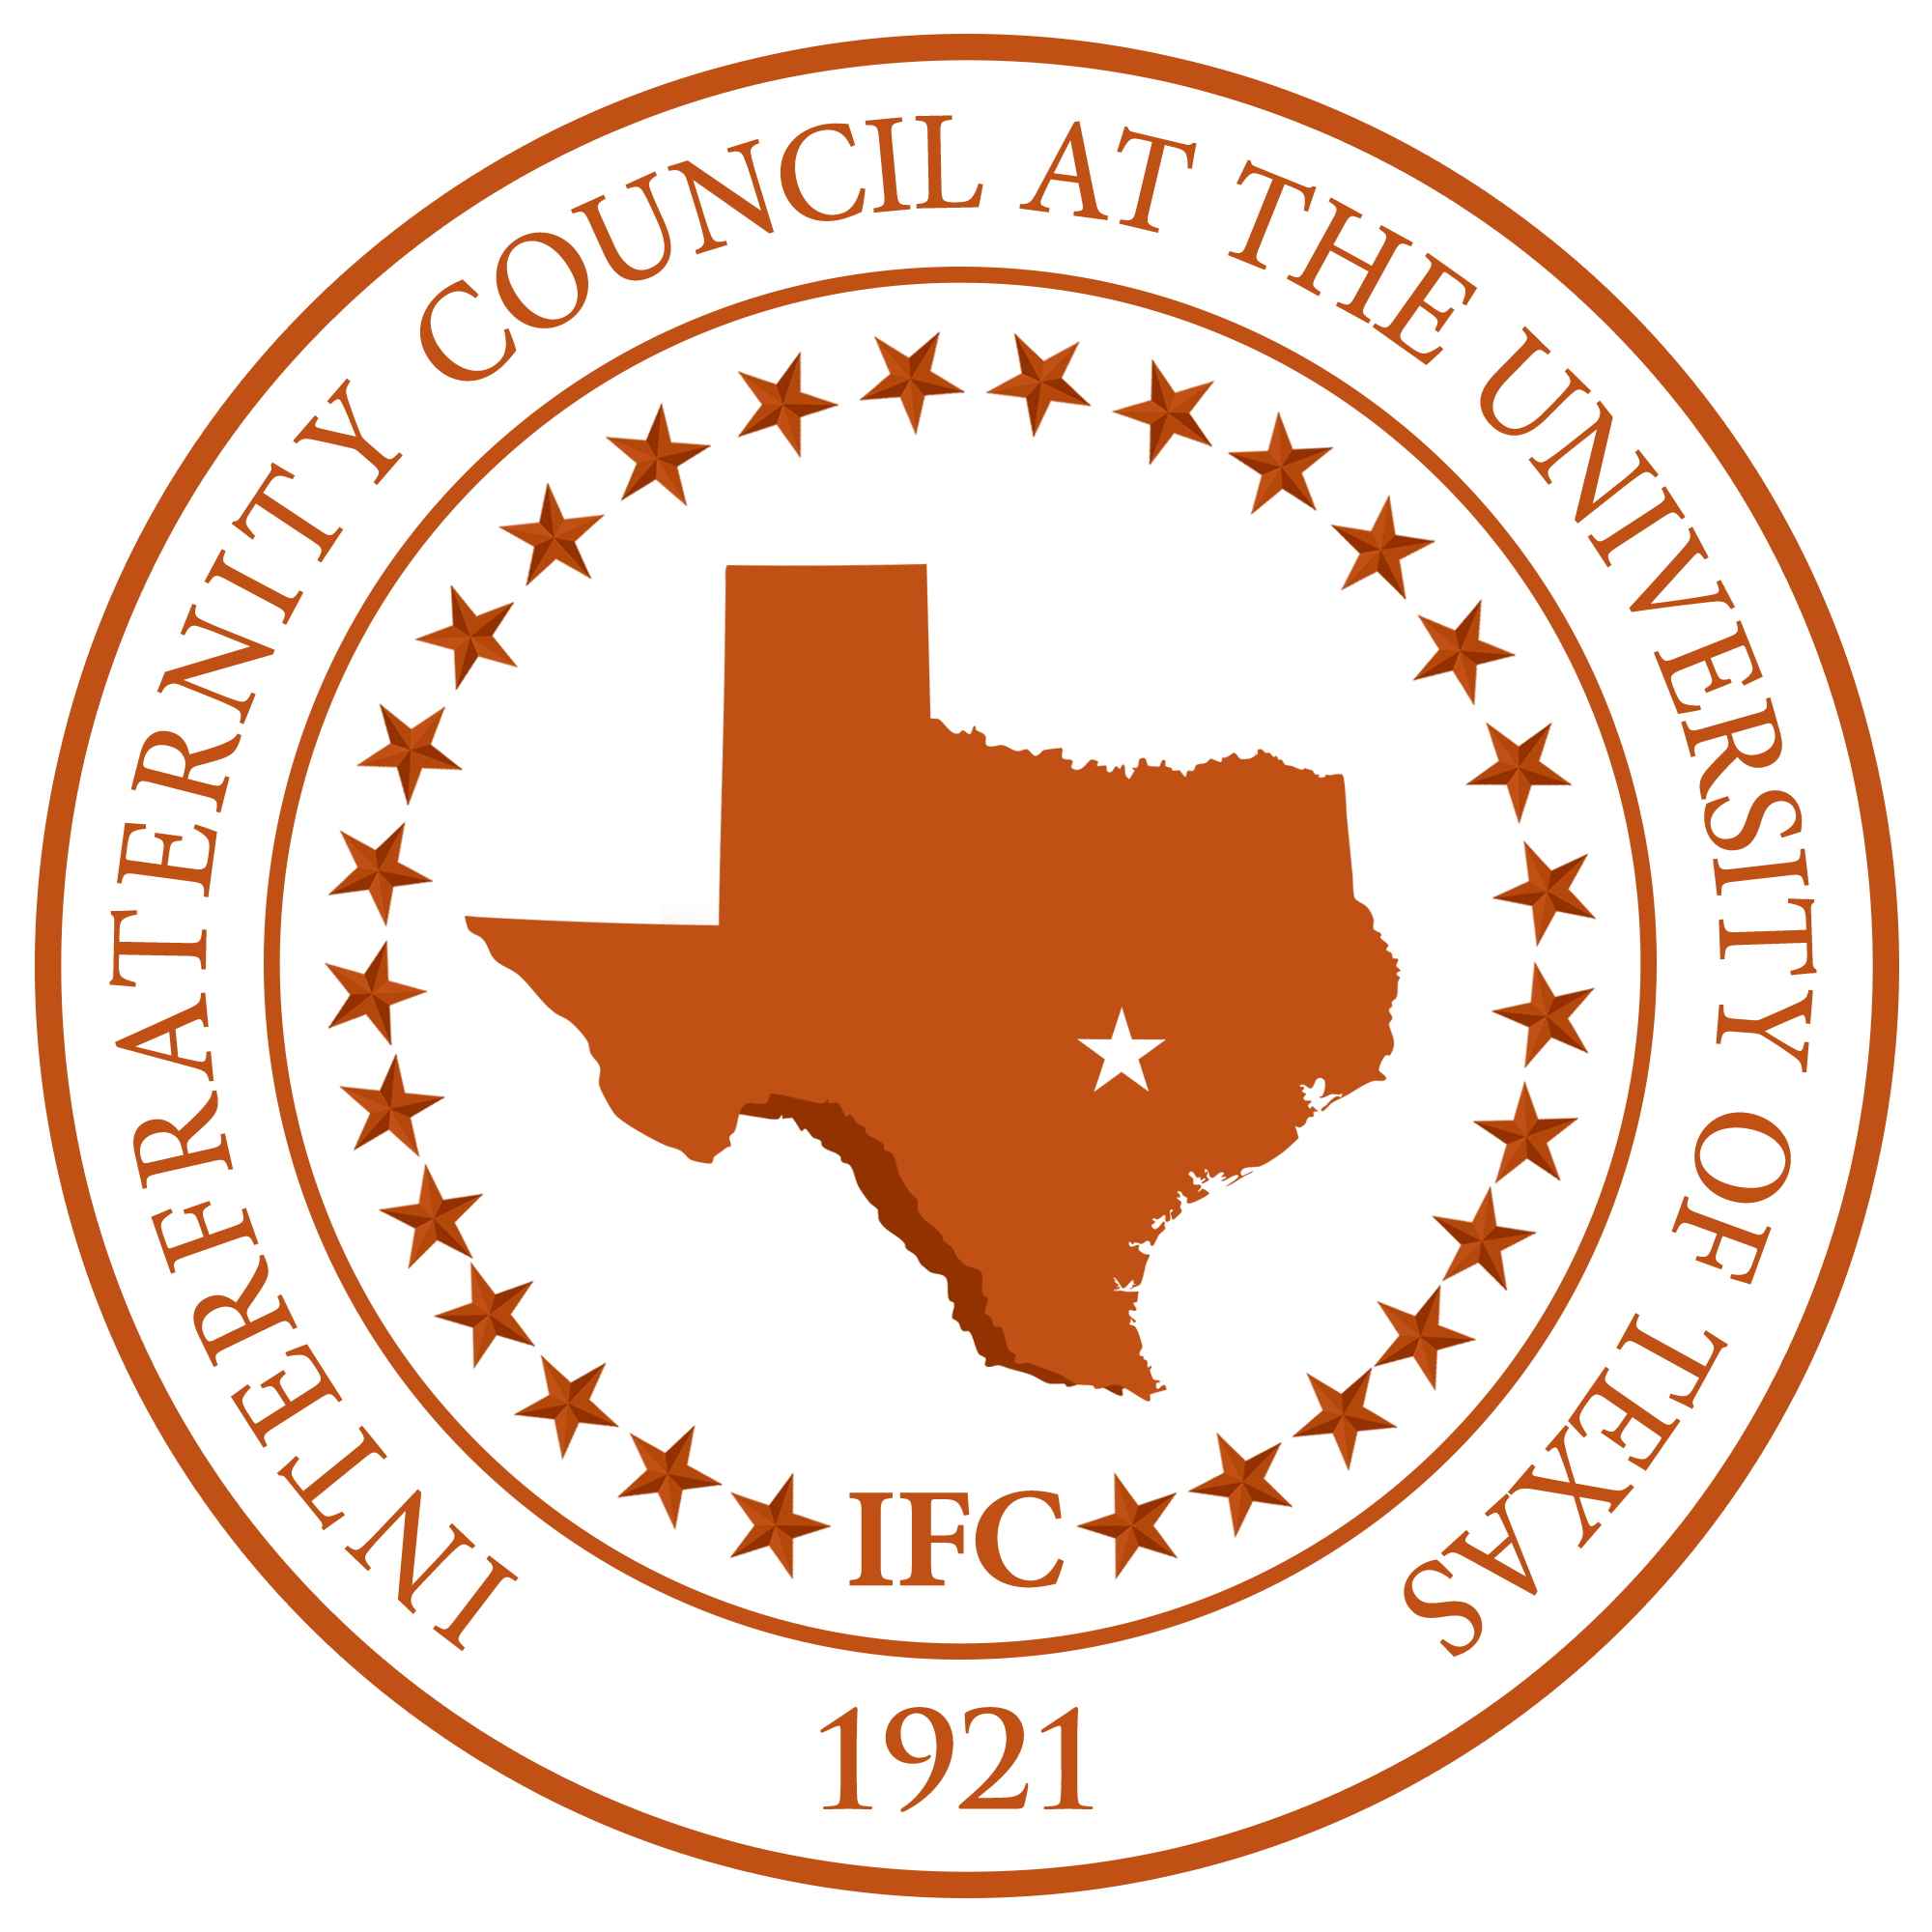 INTERFRATERNITY COUNCIL AT THE UNIVERSITY OF TEXAS
IFC
1921